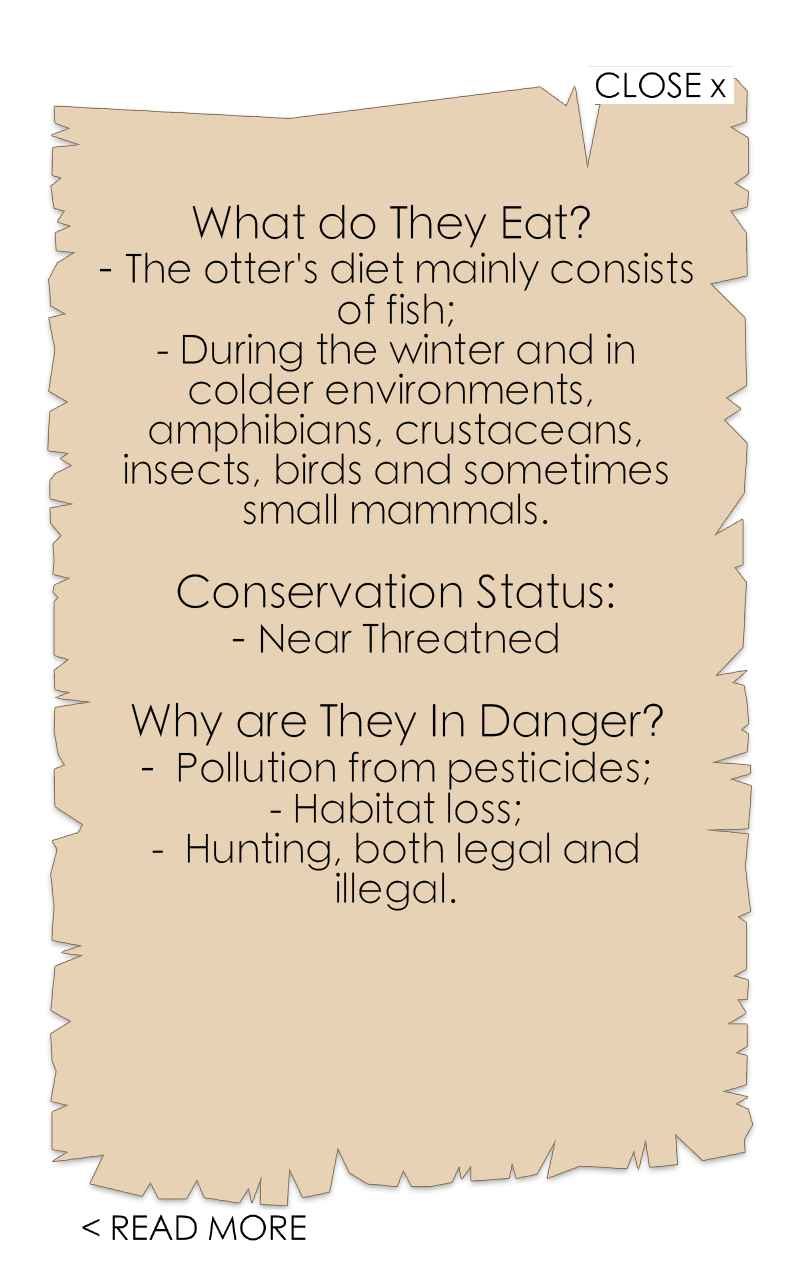 CLOSE x
What do They Eat?
- The otter's diet mainly consists
of fish;
- During the winter and in
colder environments,
amphibians, crustaceans,
insects, birds and sometimes
small mammals.
Conservation Status:
- Near Threatned
Why are They In Danger?
- Pollution from pesticides;
- Habitat loss;
- Hunting, both legal and
illegal.
< READ MORE